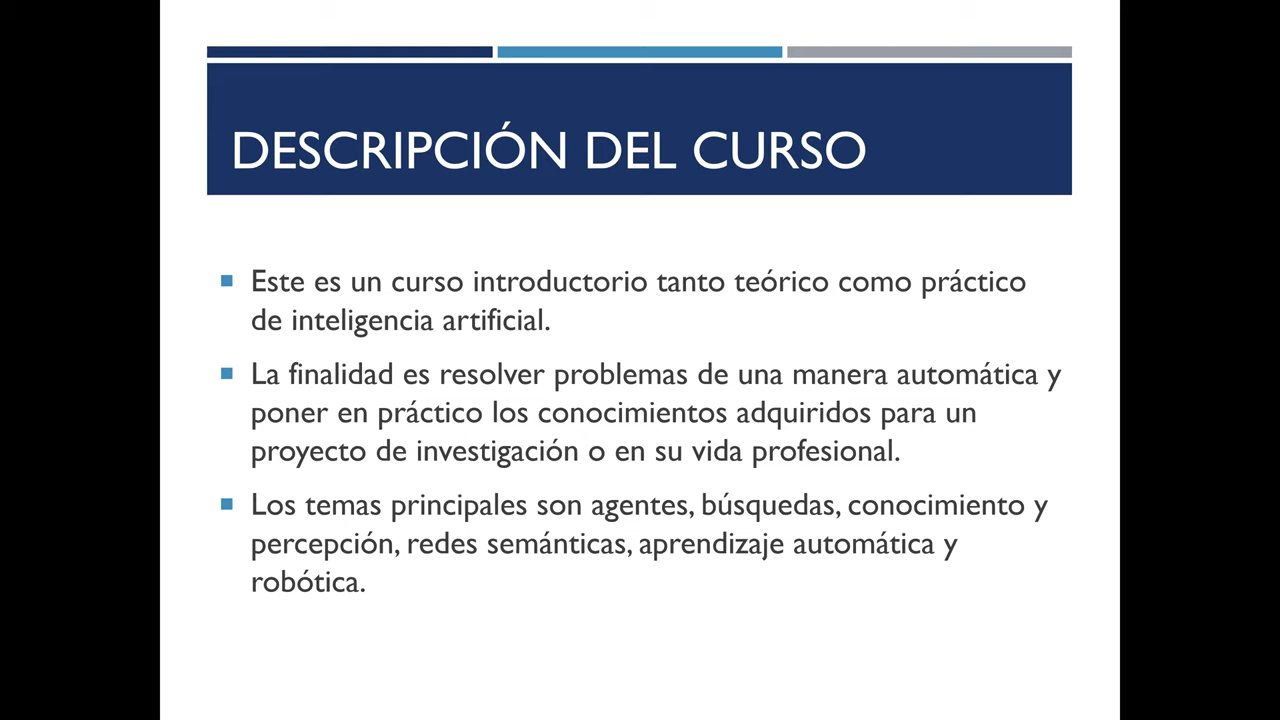 DESCRIPCIÓN DEL CURSO
Este es un curso introductorio tanto teórico como práctico
de inteligencia artificial.
La finalidad es resolver problemas de una manera automática y
poner en práctico los conocimientos adquiridos para un
proyecto de investigación o en su vida profesional.
Los temas principales son agentes, búsquedas, conocimiento y
percepción, redes semánticas, aprendizaje automática y
robótica.